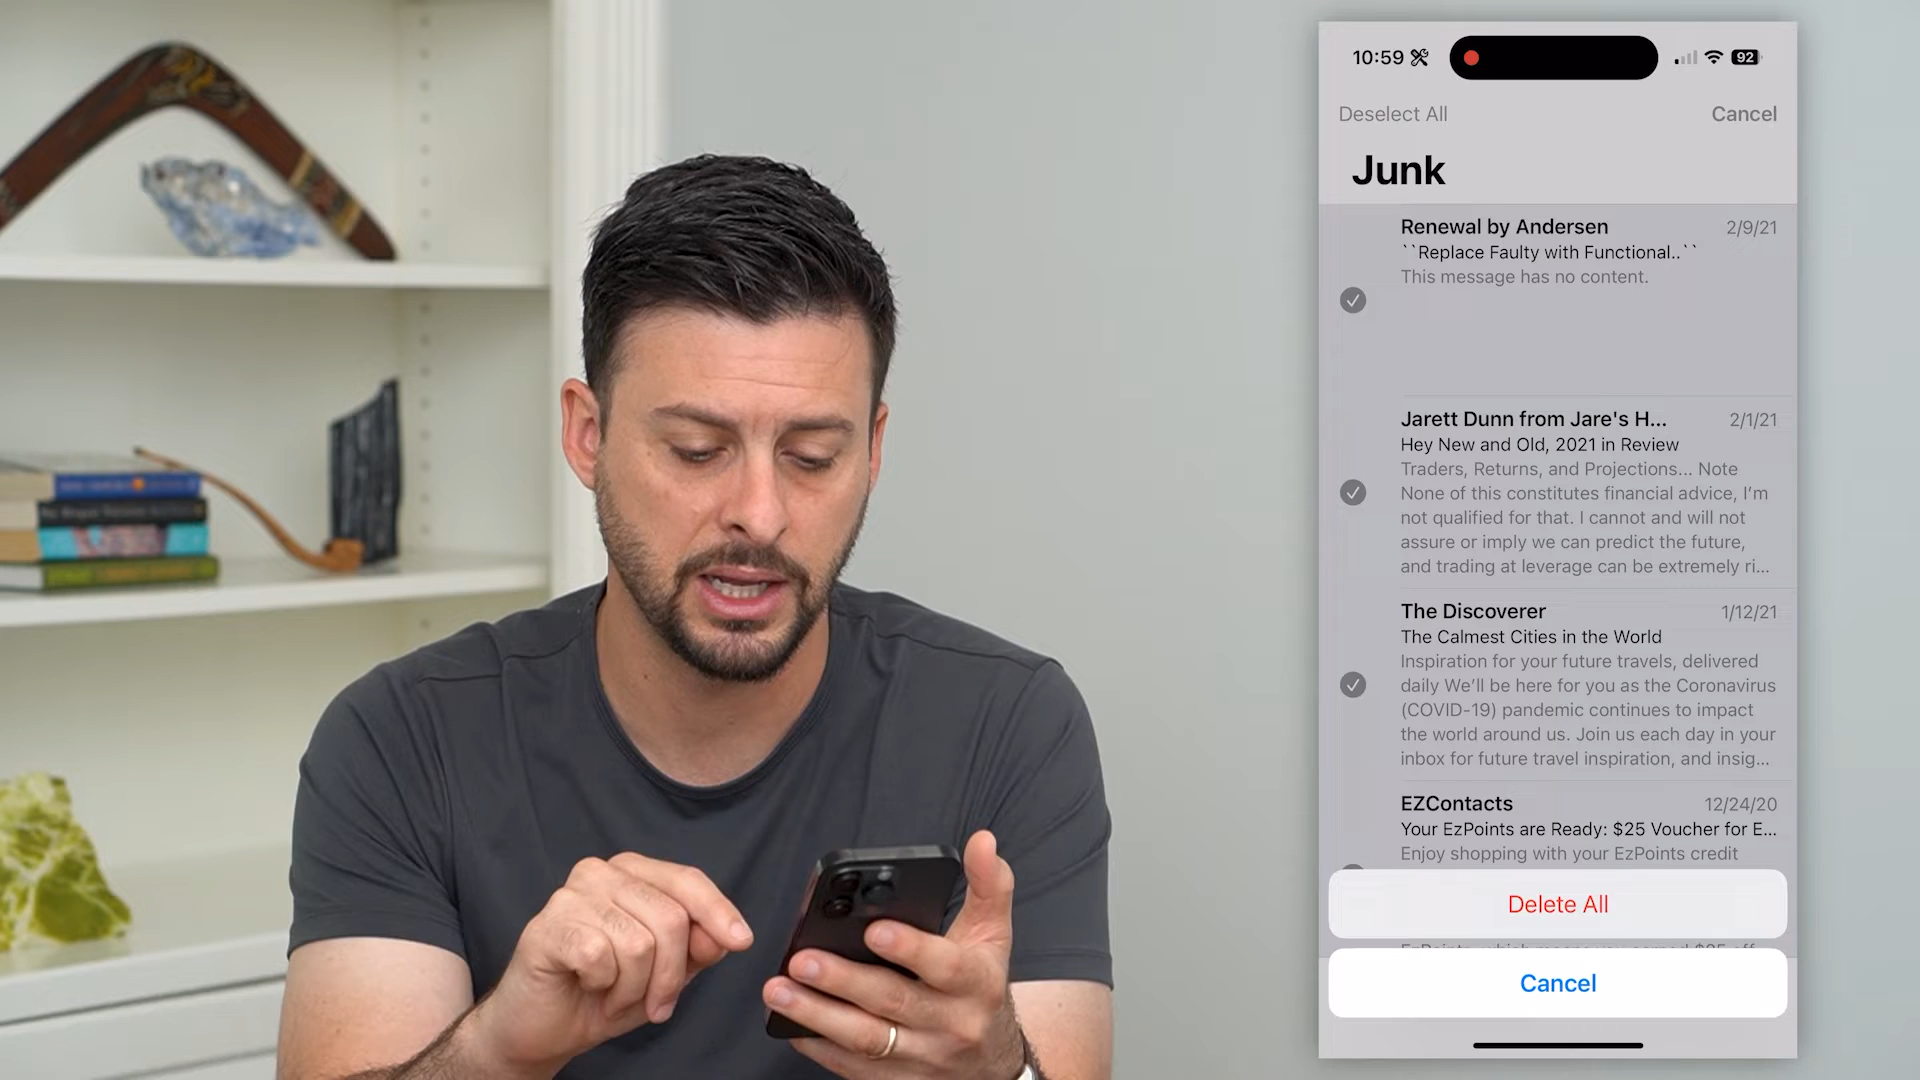 10:59
92
Deselect All
Cancel
Junk
Renewal by Andersen
2/9/21
``Replace Faulty with Functional..``
This message has no content.
Jarett Dunn from Jare's H...
2/1/21
Hey New and Old, 2021 in Review
Traders, Returns, and Projections... Note
None of this constitutes financial advice, I'm
not qualified for that. I cannot and will not
assure or imply we can predict the future,
and trading at leverage can be extremely ri...
The Discoverer
1/12/21
The Calmest Cities in the World
Inspiration for your future travels, delivered
daily We'll be here for you as the Coronavirus
(COVID-19) pandemic continues to impact
the world around us. Join us each day in your
inbox for future travel inspiration, and insig...
EZContacts
12/24/20
Your EzPoints are Ready: $25 Voucher for E...
Enjoy shopping with your EzPoints credit
Delete All
Cancel